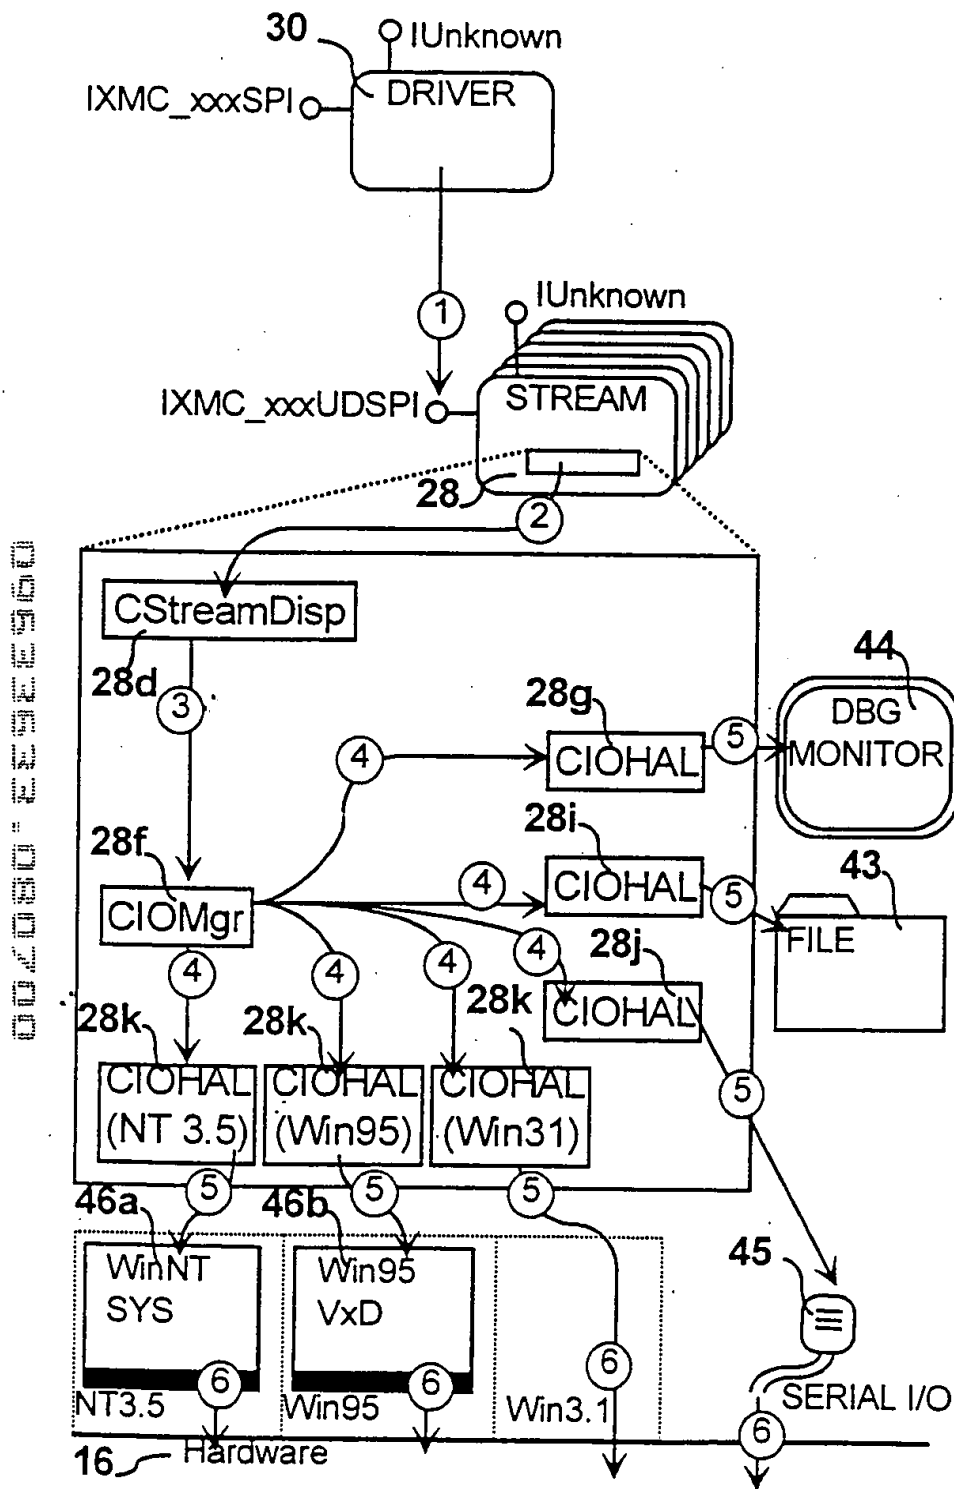 30
IUnknown
IXMC_xxxSPI
DRIVER
1
IUnknown
IXMC_xxxUDSPI
STREAM
28
2
CStreamDisp
28d
3
28g
44
4
CIOHAL
5
DBG
MONITOR
28f
28i
43
CIOMgr
4
CIOHAL
5
FILE
4
4
4
4
28j
CIOHAL
28k
28k
28k
CIOHAL
(NT 3.5)
CIOHAL
(Win95)
CIOHAL
(Win31)
5
5
5
5
46a
46b
45
WinNT
SYS
Win95
VxD
6
6
6
SERIAL I/O
NT3.5
Win95
Win3.1
6
16
Hardware
09532537.080700